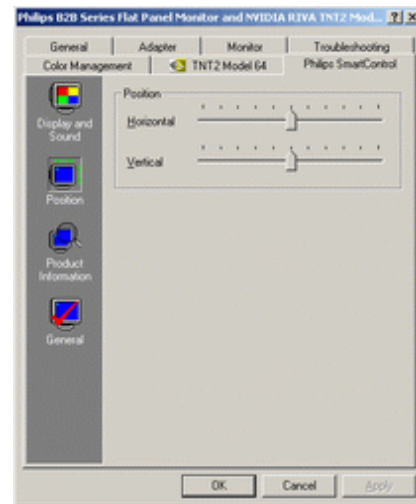 Philips B2B Series Flat Panel Monitor and NVIDIA RIVA TNT2 Mod...
General Adapter Monitor Troubleshooting
Color Management TNT2 Model 64 Philips SmartControl
Display and
Sound
Position
Product
Information
General
Position
Horizontal
Vertical
OK Cancel Apply